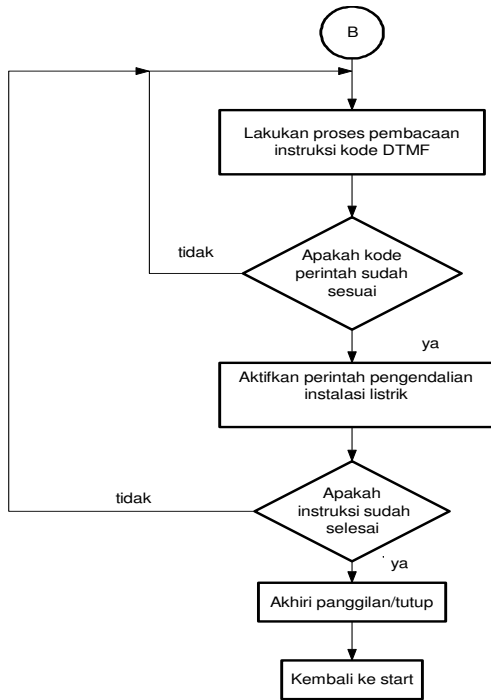 B
Lakukan proses pembacaan
instruksi kode DTMF
tidak
Apakah kode
perintah sudah
sesuai
ya
Aktifkan perintah pengendalian
instalasi listrik
tidak
Apakah
instruksi sudah
selesai
ya
Akhiri panggilan/tutup
Kembali ke start